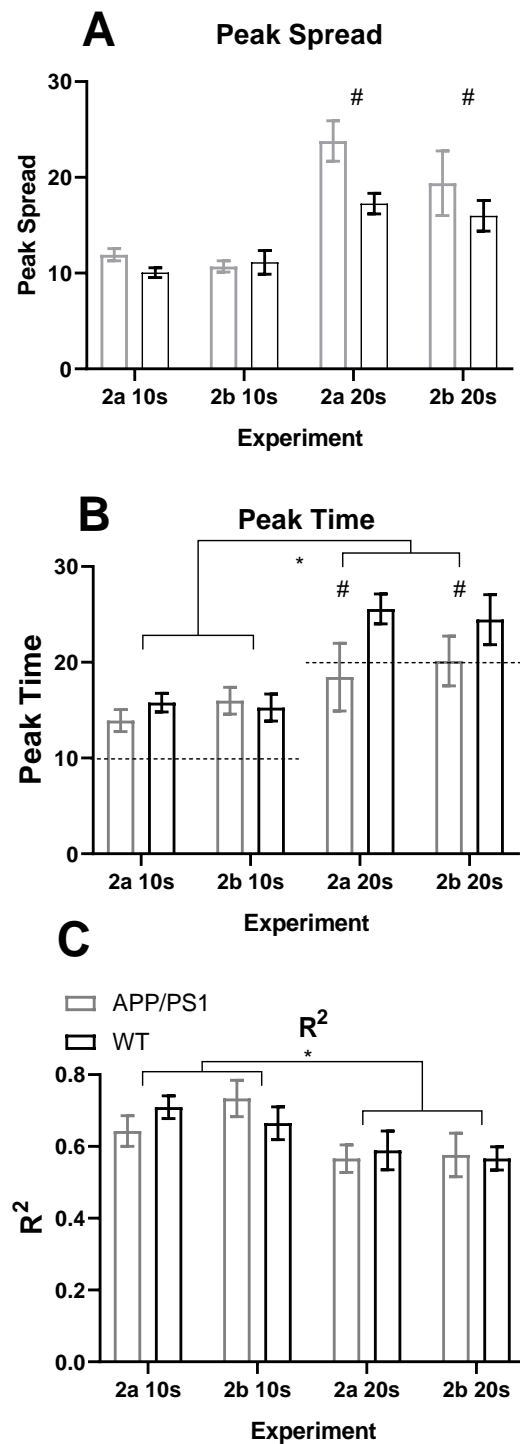 A
Peak Spread
#
#
30
20
10
0
Peak Spread
2a 10s
2b 10s
2a 20s
2b 20s
Experiment
B
Peak Time
*
#
#
30
20
10
0
Peak Time
2a 10s
2b 10s
2a 20s
2b 20s
Experiment
C
APP/PS1
WT
R²
*
0.8
0.6
0.4
0.2
0.0
R²
2a 10s
2b 10s
2a 20s
2b 20s
Experiment